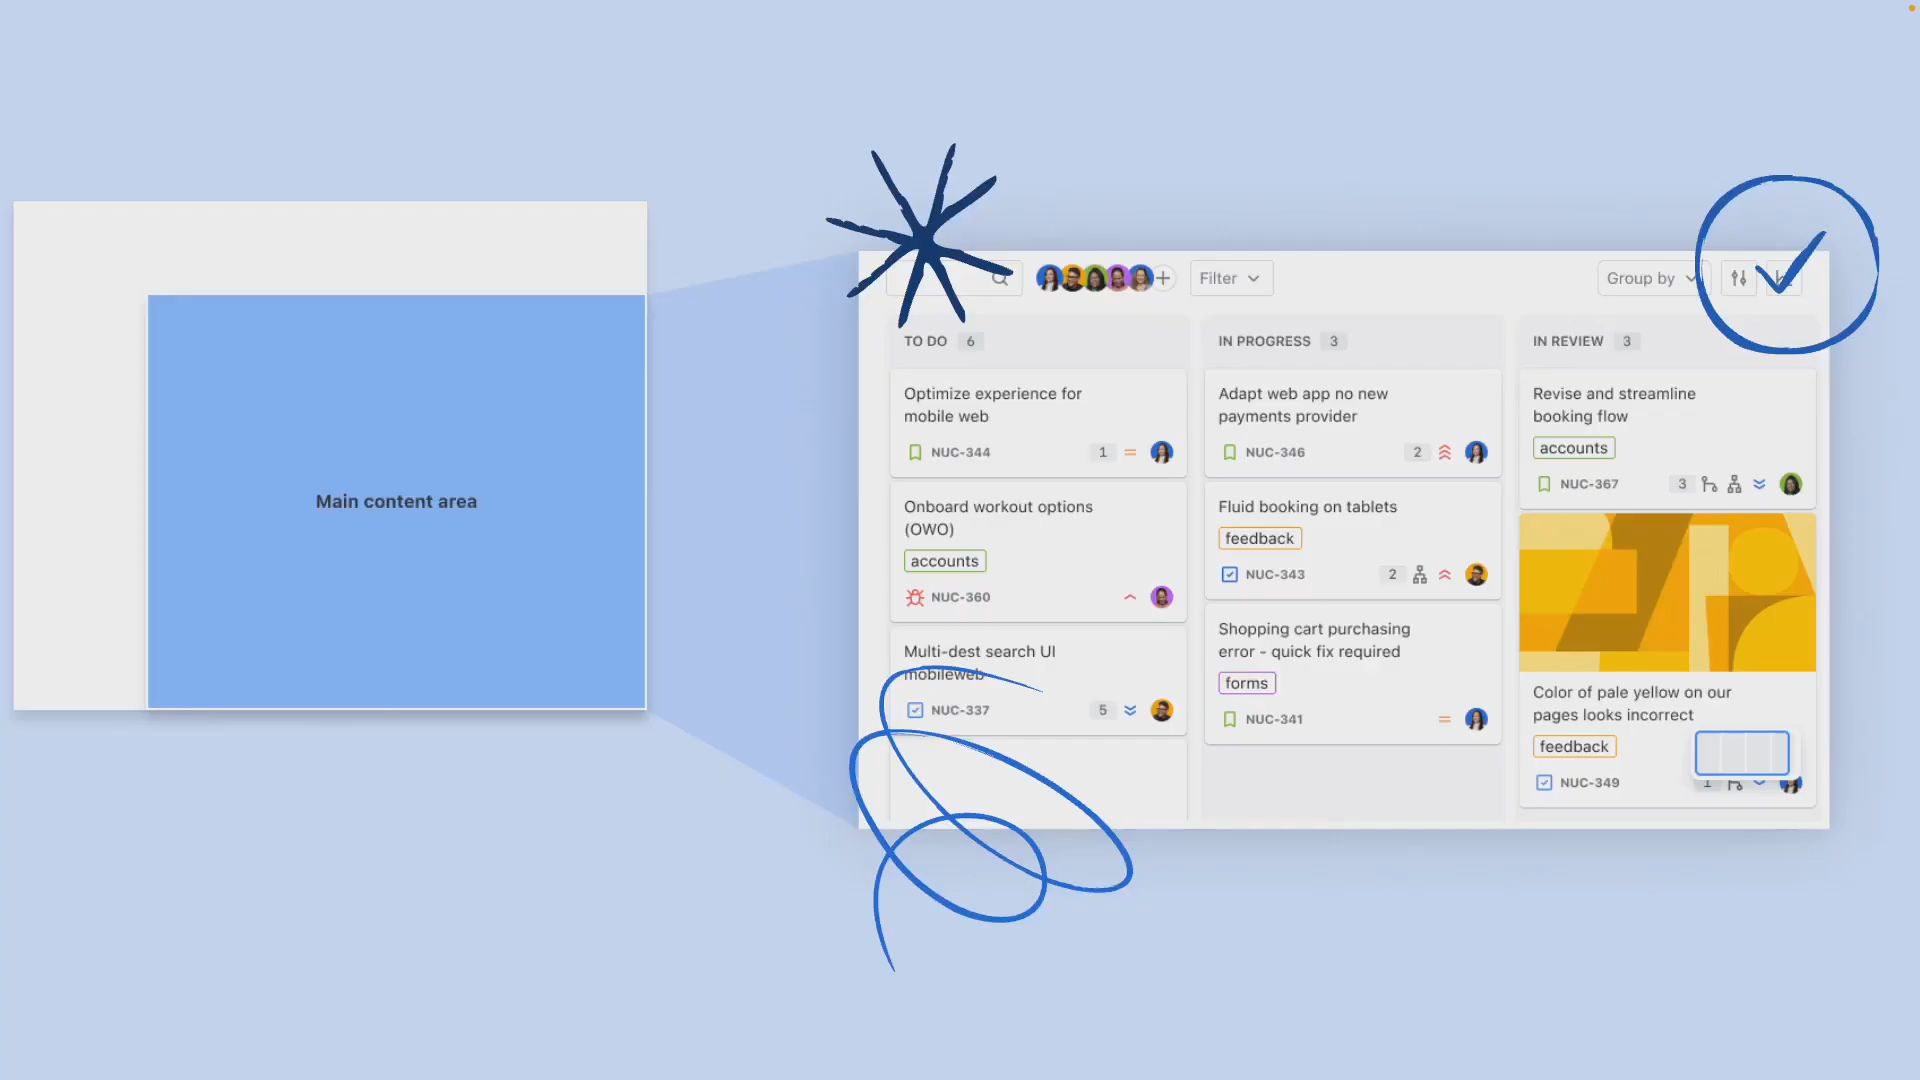 Main content area
Filter
Group by
TO DO 6
Optimize experience for
mobile web
NUC-344 1
Onboard workout options
(OWO)
accounts
NUC-360
Multi-dest search UI
mobileweb
NUC-337 5
IN PROGRESS 3
Adapt web app no new
payments provider
NUC-346 2
Fluid booking on tablets
feedback
NUC-343 2
Shopping cart purchasing
error - quick fix required
forms
NUC-341
IN REVIEW 3
Revise and streamline
booking flow
accounts
NUC-367 3
Color of pale yellow on our
pages looks incorrect
feedback
NUC-349 1